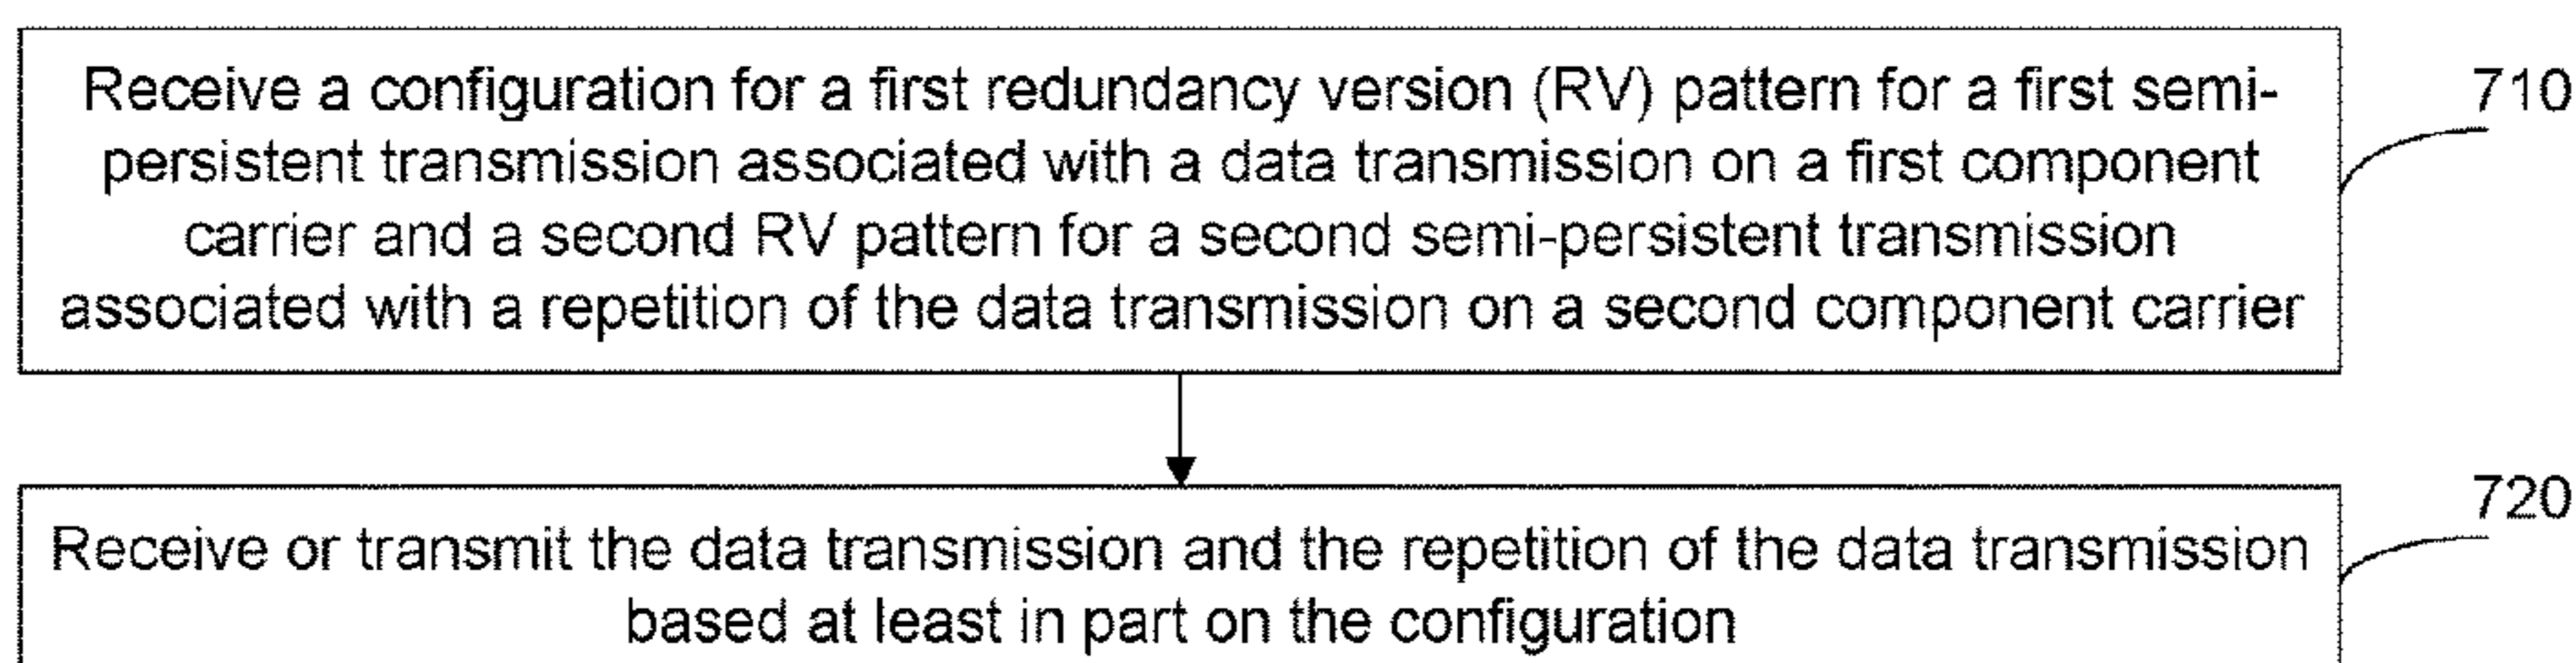 Receive a configuration for a first redundancy version (RV) pattern for a first semi-
persistent transmission associated with a data transmission on a first component
carrier and a second RV pattern for a second semi-persistent transmission
associated with a repetition of the data transmission on a second component carrier
710
Receive or transmit the data transmission and the repetition of the data transmission
based at least in part on the configuration
720